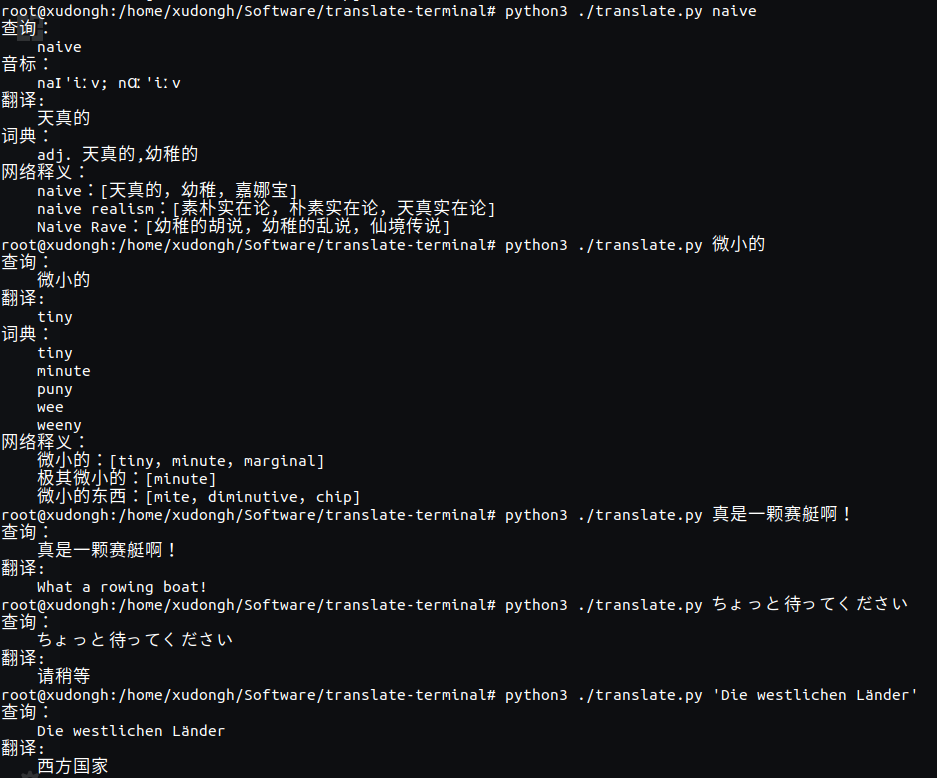 root@xudongh:/home/xudongh/Software/translate-terminal# python3 ./translate.py naive
查询：
naive
音标：
naɪ'iːv; nɑː'iːv
翻译:
天真的
词典：
adj. 天真的,幼稚的
网络释义：
naive：[天真的，幼稚，嘉娜宝]
naive realism：[素朴实在论，朴素实在论，天真实在论]
Naive Rave：[幼稚的胡说，幼稚的乱说，仙境传说]
root@xudongh:/home/xudongh/Software/translate-terminal# python3 ./translate.py 微小的
查询：
微小的
翻译:
tiny
词典：
tiny
minute
puny
wee
weeny
网络释义：
微小的：[tiny，minute，marginal]
极其微小的：[minute]
微小的东西：[mite，diminutive，chip]
root@xudongh:/home/xudongh/Software/translate-terminal# python3 ./translate.py 真是一颗赛艇啊！
查询：
真是一颗赛艇啊！
翻译:
What a rowing boat!
root@xudongh:/home/xudongh/Software/translate-terminal# python3 ./translate.py ちょっと待ってください
查询：
ちょっと待ってください
翻译:
请稍等
root@xudongh:/home/xudongh/Software/translate-terminal# python3 ./translate.py 'Die westlichen Länder'
查询：
Die westlichen Länder
翻译:
西方国家